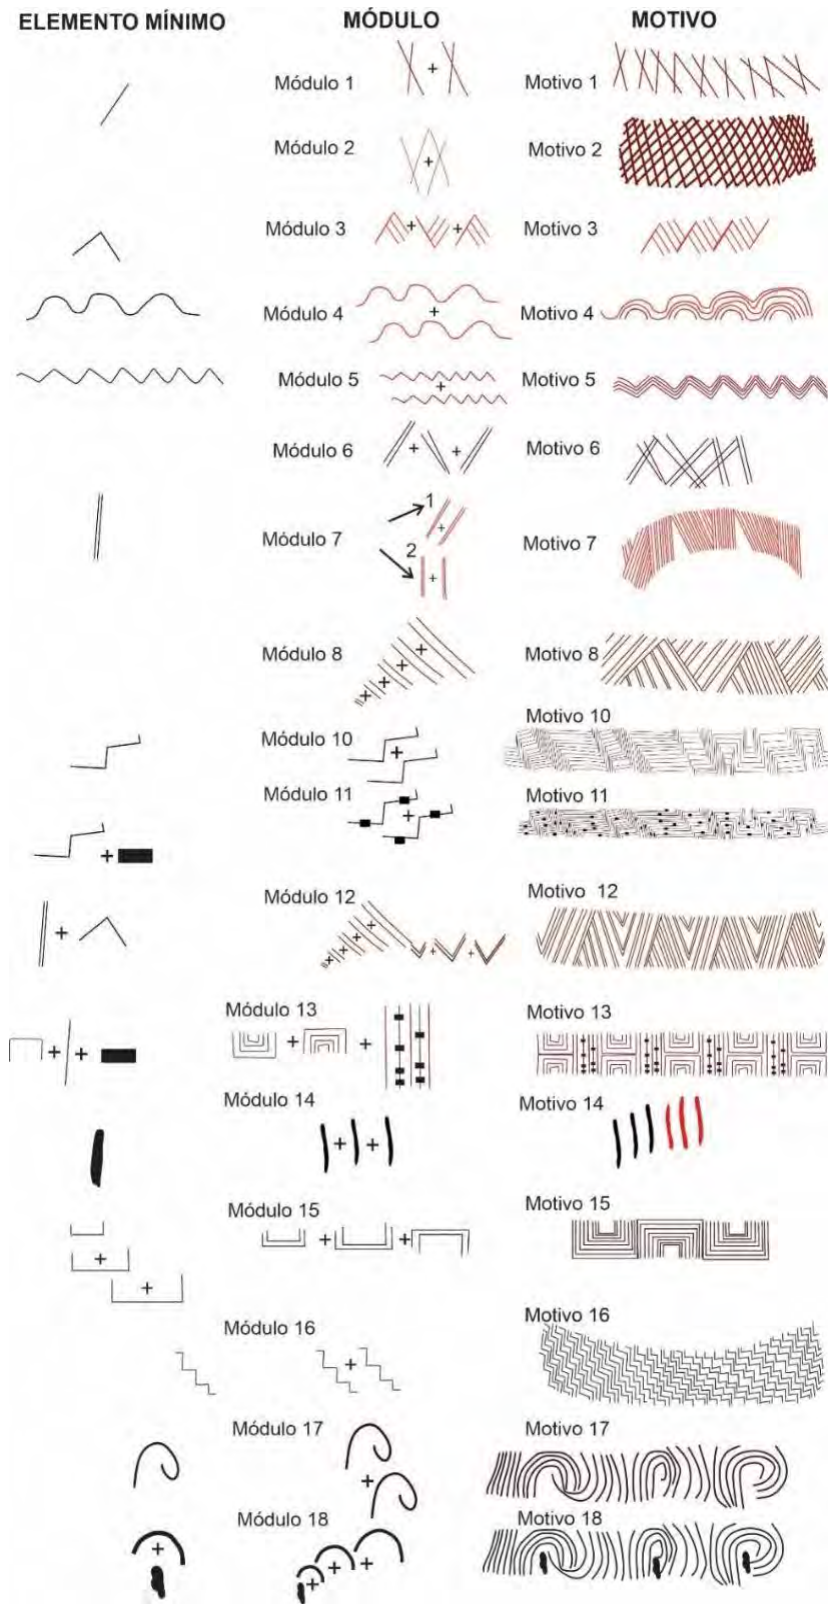 ELEMENTO MÍNIMO MÓDULO MOTIVO
Módulo 1 + Motivo 1
Módulo 2 + Motivo 2
Módulo 3 + + Motivo 3
Módulo 4 + Motivo 4
Módulo 5 + Motivo 5
Módulo 6 + + Motivo 6
1
Módulo 7 + Motivo 7
2
+
Módulo 8 + + + + + Motivo 8
Motivo 10
Módulo 10 +
Módulo 11 Motivo 11
+ +
Módulo 12 Motivo 12
+ + + + + + +
Módulo 13 Motivo 13
+ + + +
Módulo 14 Motivo 14
+ +
Módulo 15 Motivo 15
+ + +
+
Módulo 16 Motivo 16
+
Módulo 17 Motivo 17
+
Módulo 18 Motivo 18
+ + +